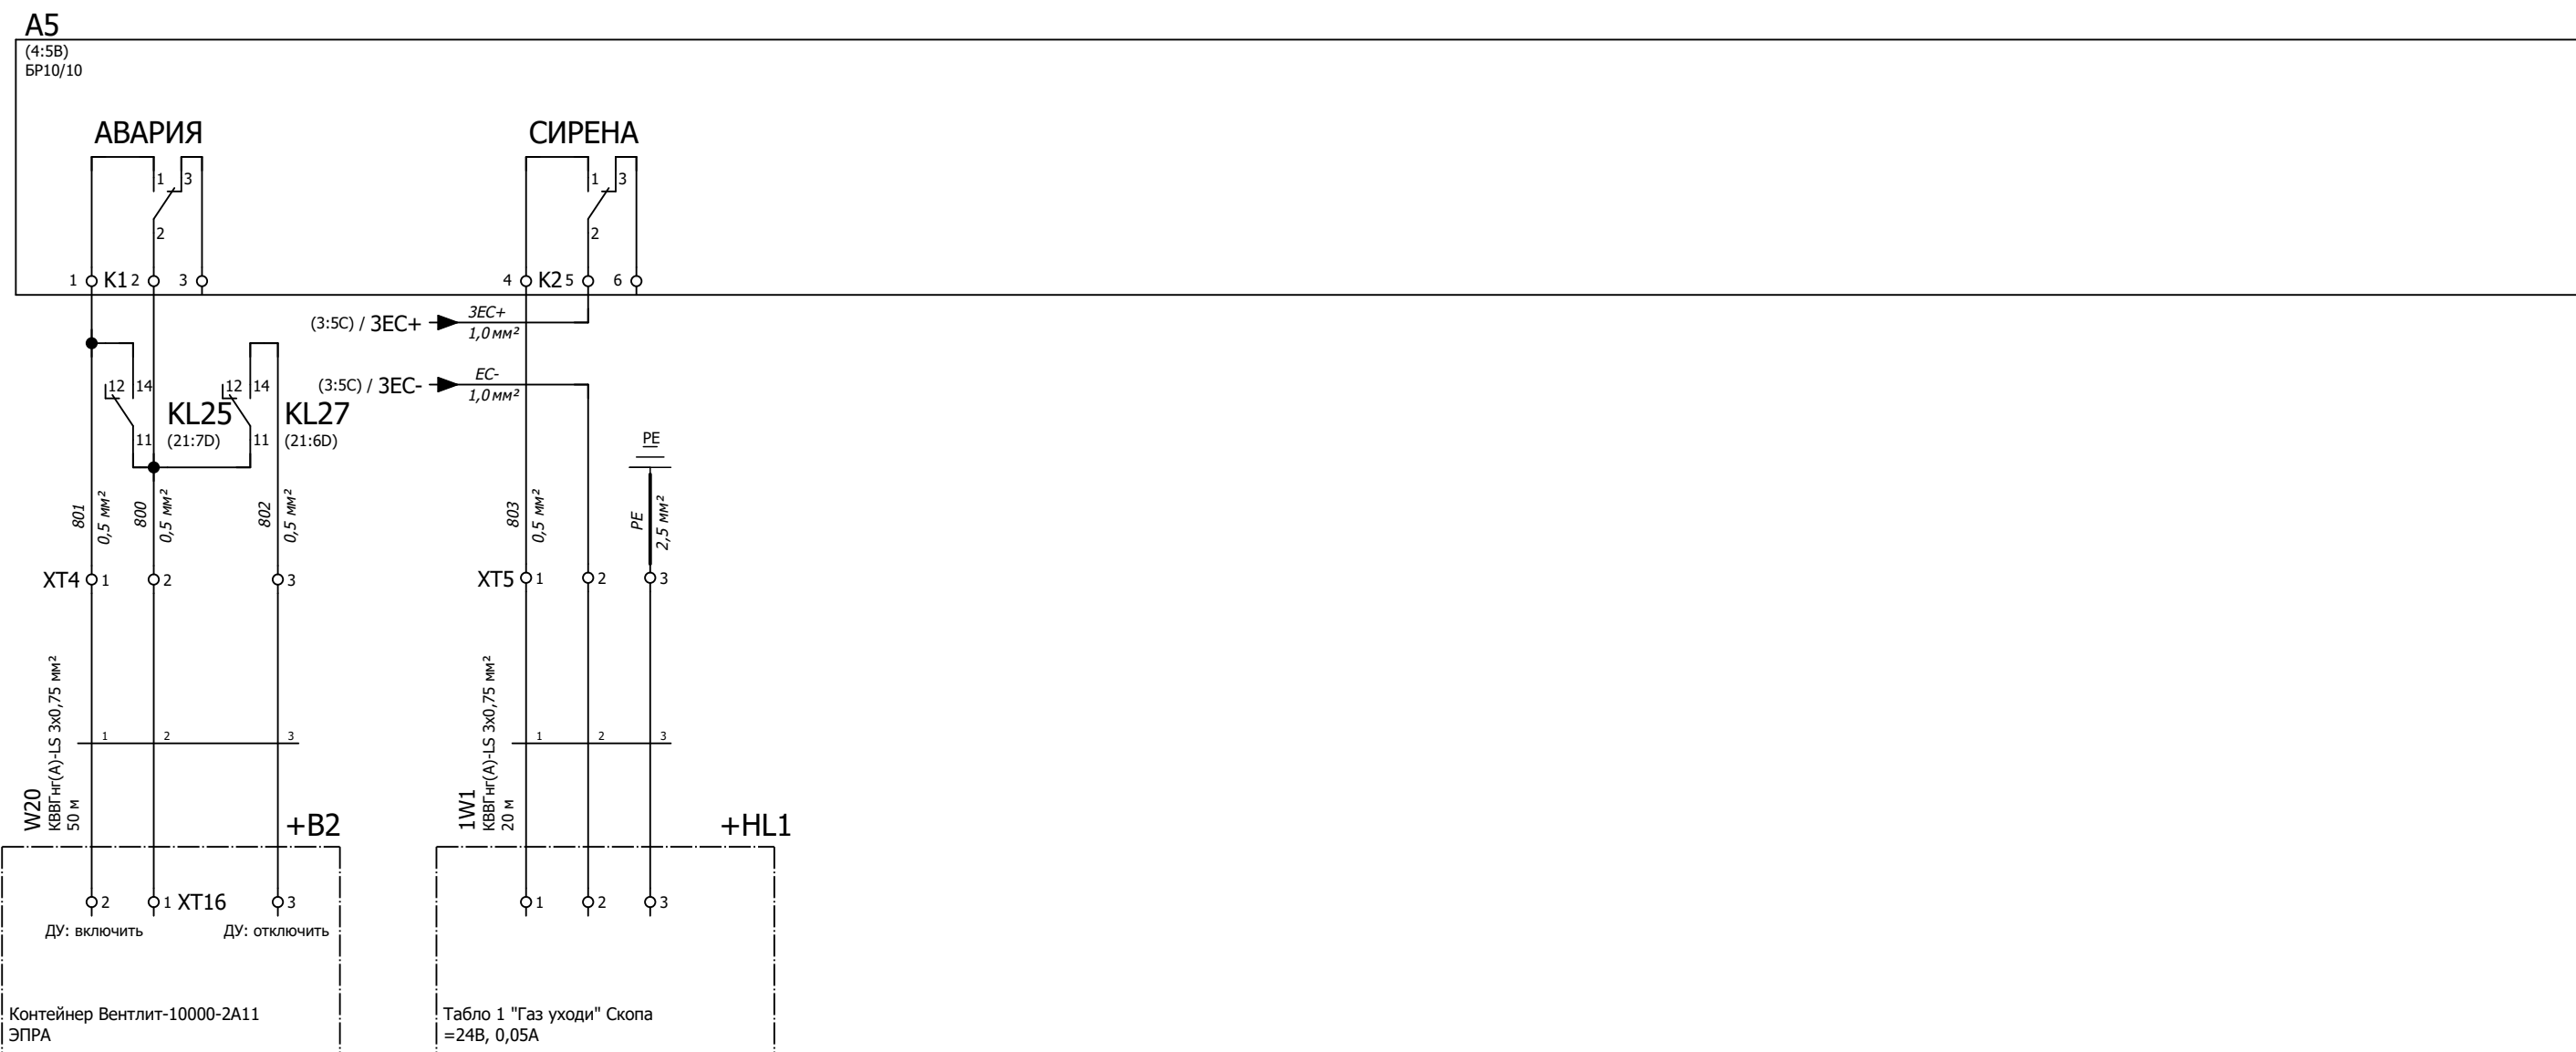 A5
(4:5B)
БР10/10
АВАРИЯ СИРЕНА
1 3 1 3
2 2
1 K1 2 3 4 K2 5 6
(3:5C) / 3EC+ 3EC+
1,0 мм²
(3:5C) / 3EC- EC-
1,0 мм²
12 14 12 14
KL25 KL27
11 (21:7D) 11 (21:6D)
PE
801 0,5 мм² 800 0,5 мм² 802 0,5 мм² 803 0,5 мм² PE 2,5 мм²
XT4 1 2 3 XT5 1 2 3
1 2 3 1 2 3
W20
КВВГнг(А)-LS 3x0,75 мм²
50 м
1W1
КВВГнг(А)-LS 3x0,75 мм²
20 м
+B2 +HL1
2 1 XT16 3 1 2 3
ДУ: включить ДУ: отключить
Контейнер Вентлит-10000-2А11
ЭПРА
Табло 1 "Газ уходи" Скопа
=24В, 0,05А